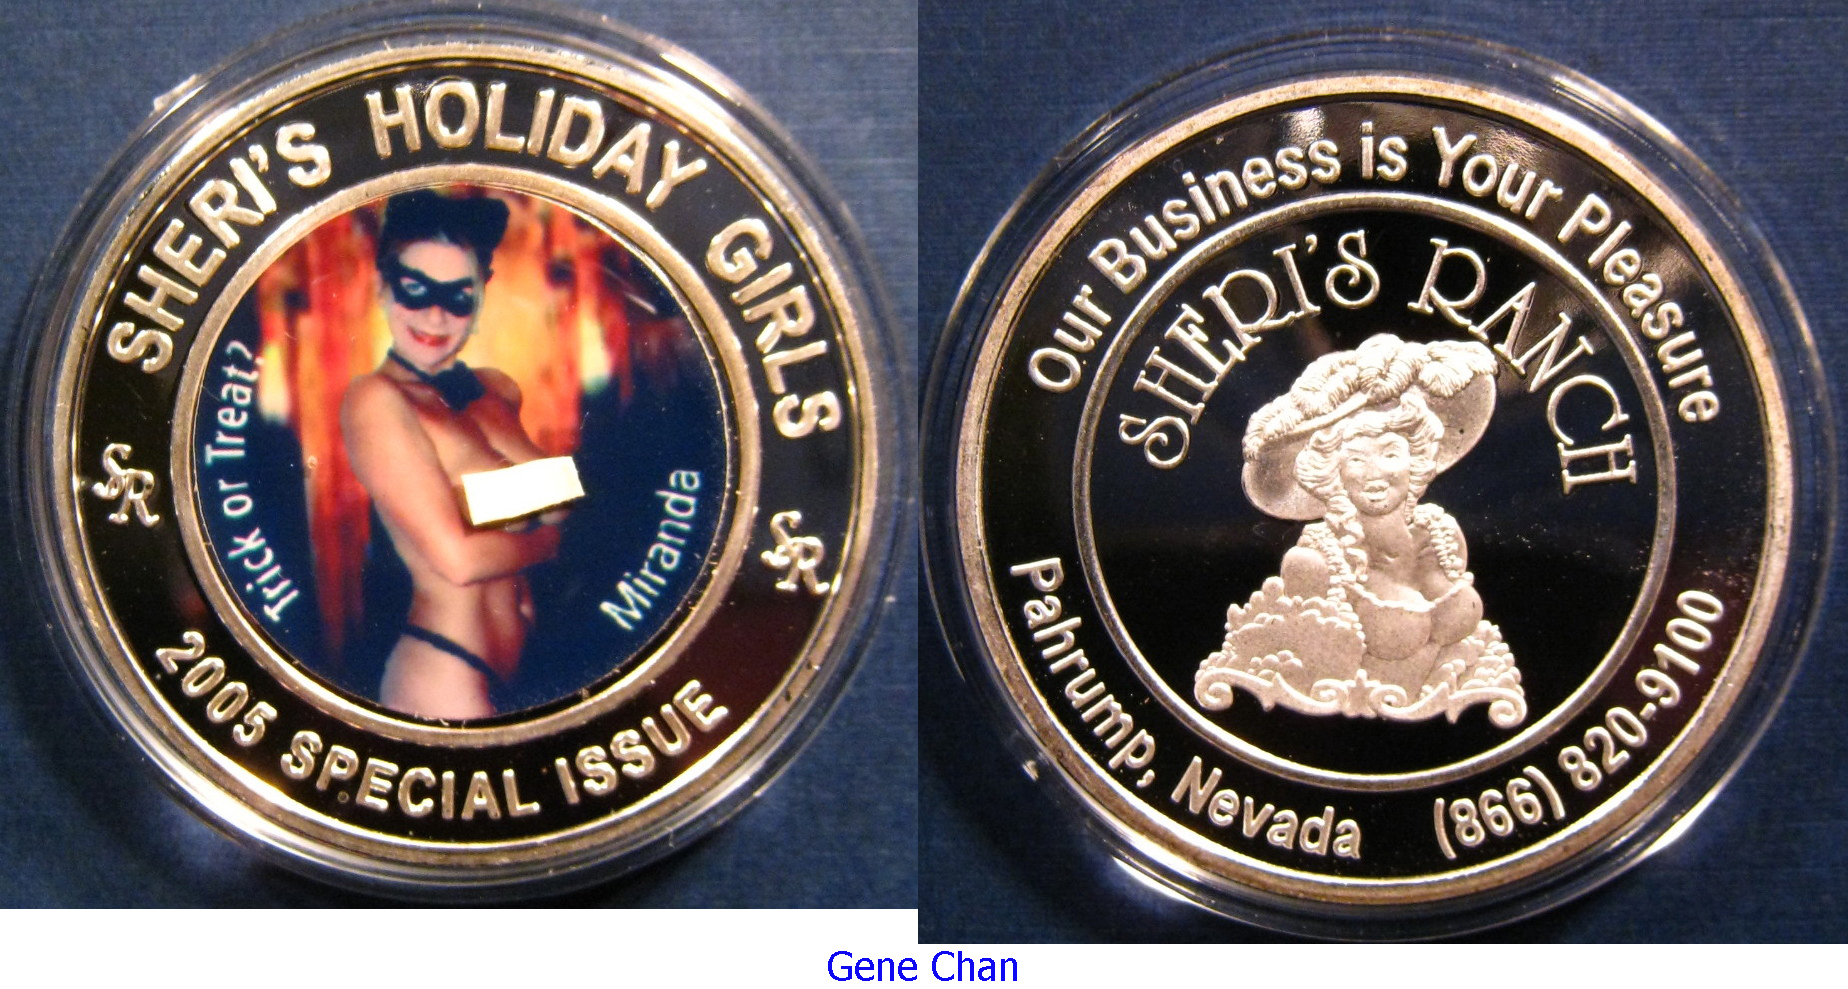 SHERI'S HOLIDAY GIRLS
Trick or Treat?
Miranda
SR
SR
2005 SPECIAL ISSUE
Our Business is Your Pleasure
SHERI'S RANCH
Pahrump, Nevada (866) 820-9100
Gene Chan